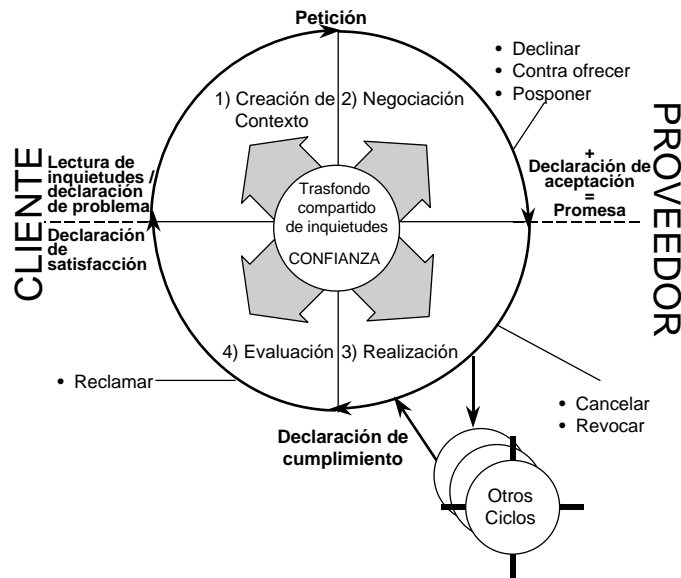 Petición
• Declinar
• Contra ofrecer
• Posponer
1) Creación de
Contexto
2) Negociación
CLIENTE
PROVEEDOR
Lectura de
inquietudes /
declaración
de problema
Declaración
de
satisfacción
+
Declaración de
aceptación
=
Promesa
Trasfondo
compartido
de inquietudes
CONFIANZA
4) Evaluación
3) Realización
• Reclamar
• Cancelar
• Revocar
Declaración de
cumplimiento
Otros
Ciclos